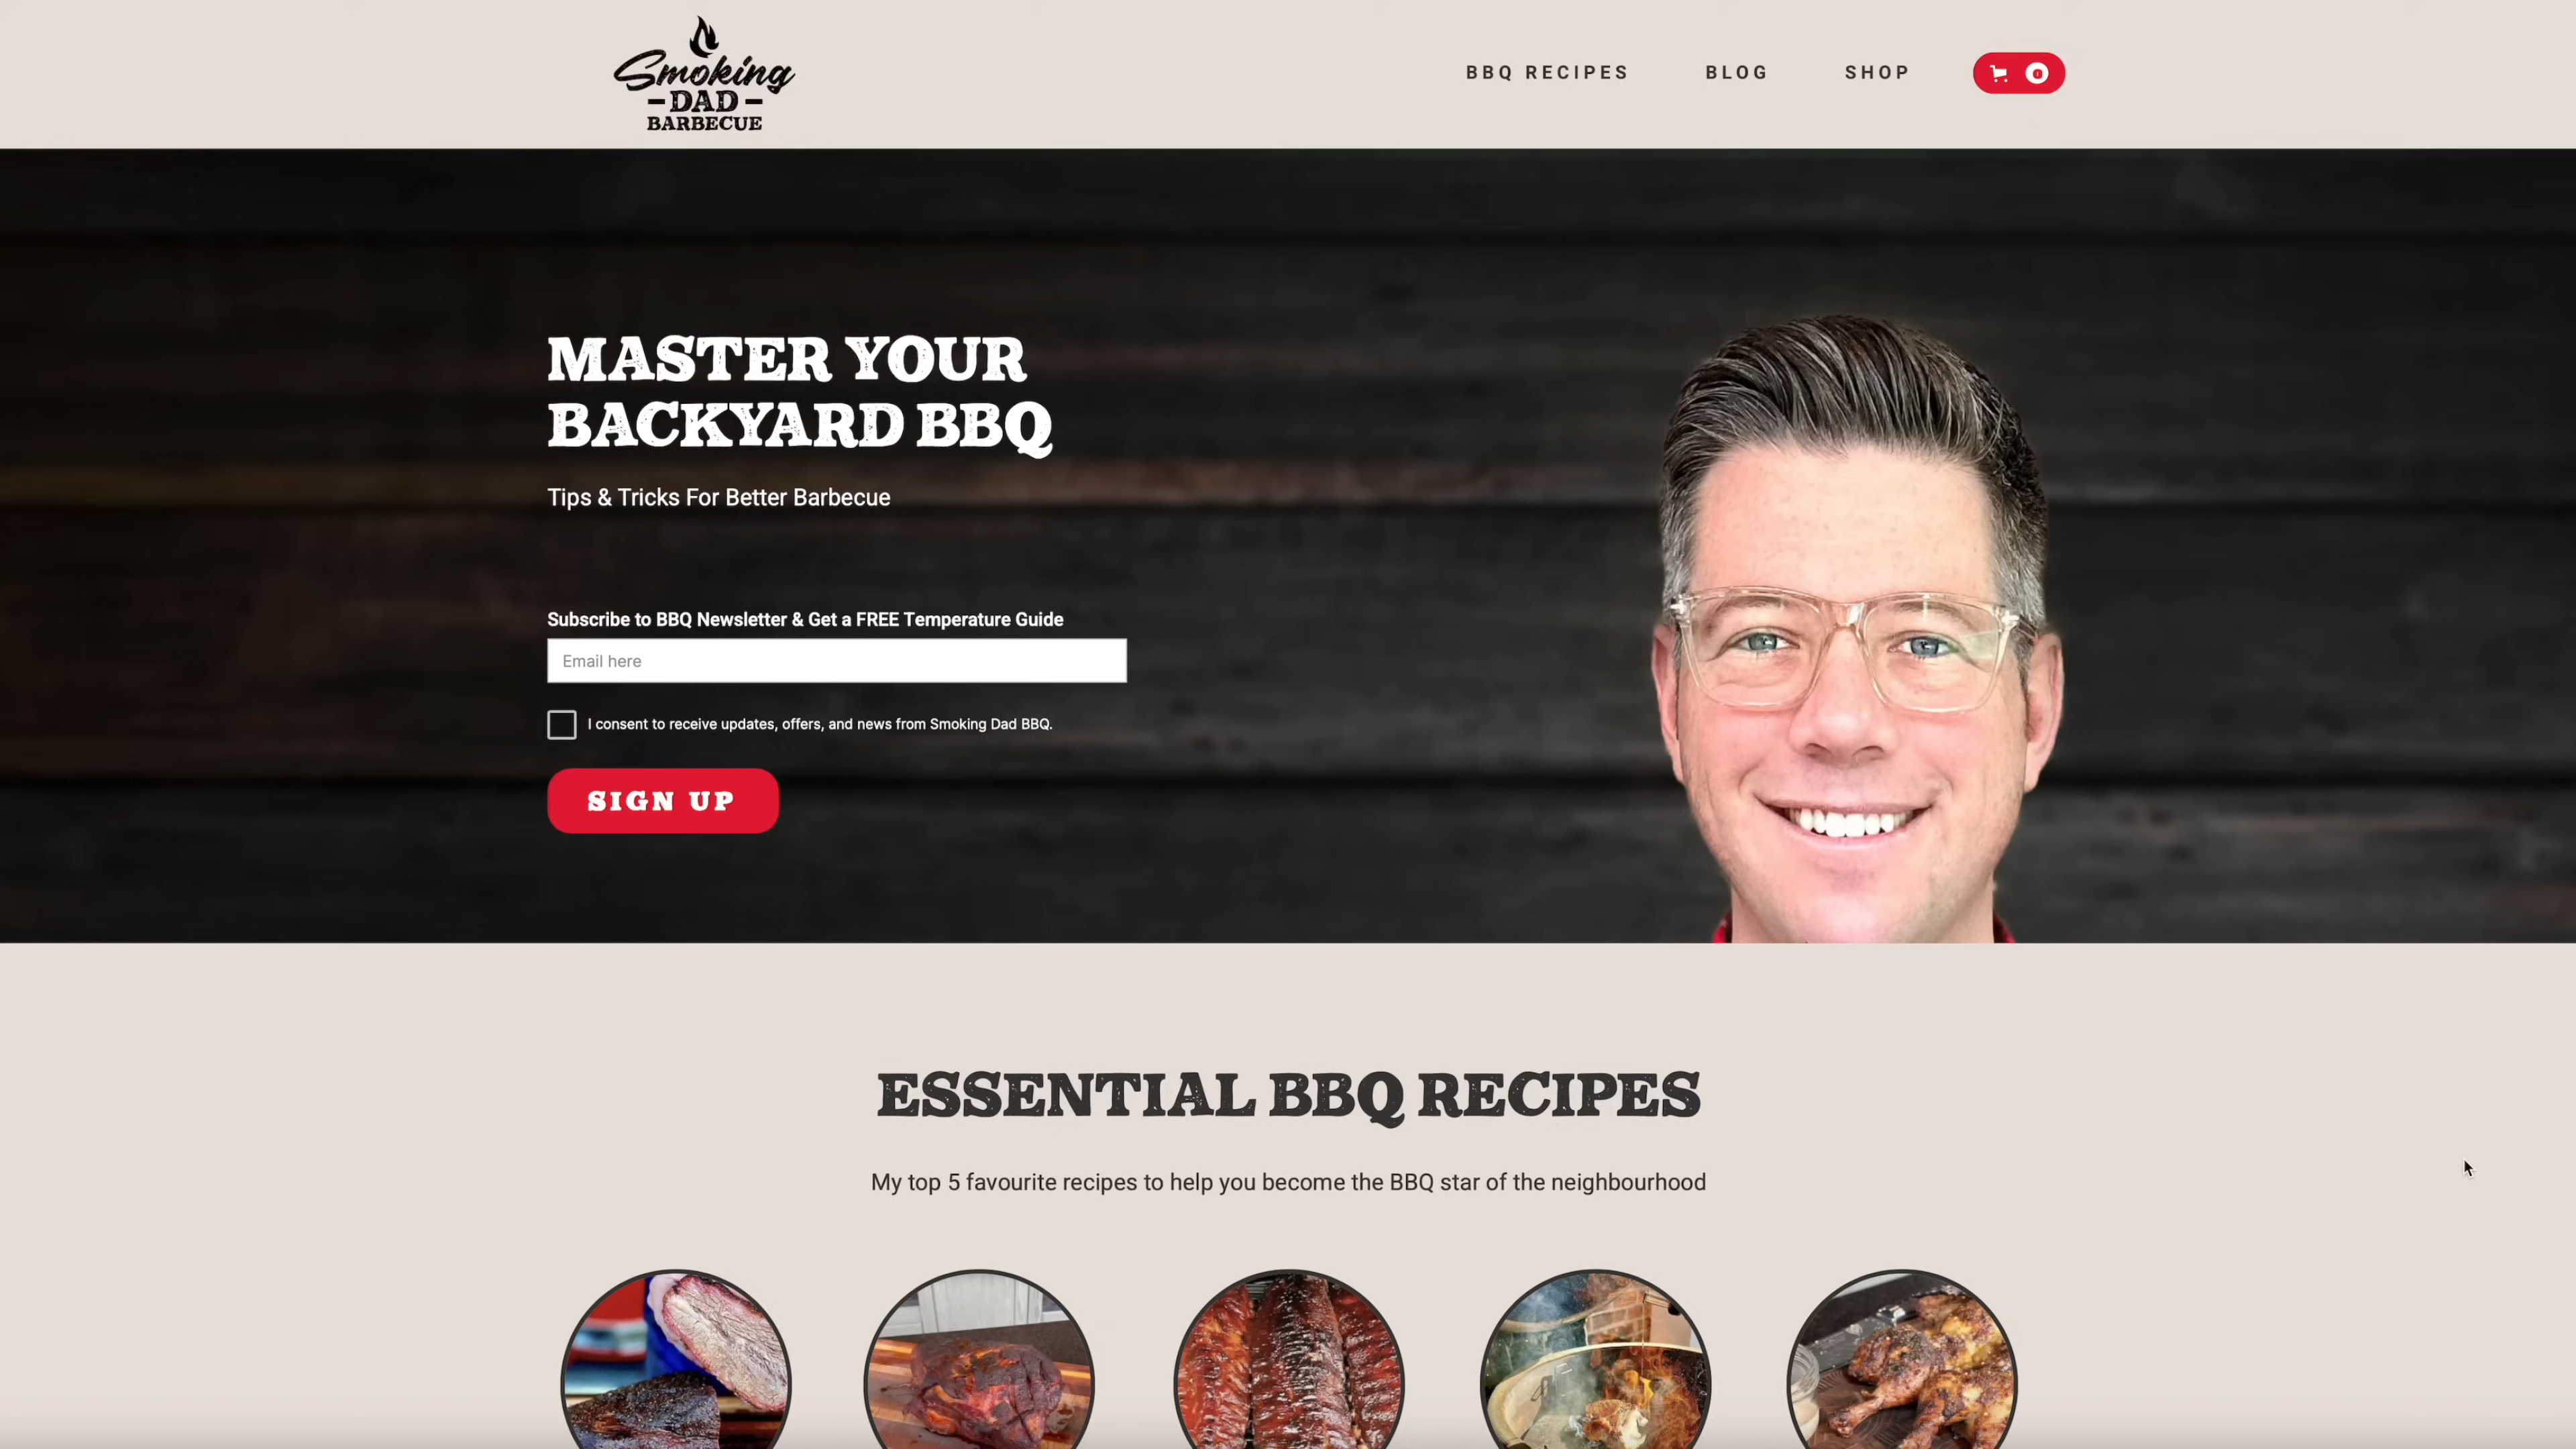 Smoking
DAD
BARBECUE
BBQ RECIPES
BLOG
SHOP
0
MASTER YOUR
BACKYARD BBQ
Tips & Tricks For Better Barbecue
Subscribe to BBQ Newsletter & Get a FREE Temperature Guide
Email here
I consent to receive updates, offers, and news from Smoking Dad BBQ.
SIGN UP
ESSENTIAL BBQ RECIPES
My top 5 favourite recipes to help you become the BBQ star of the neighbourhood